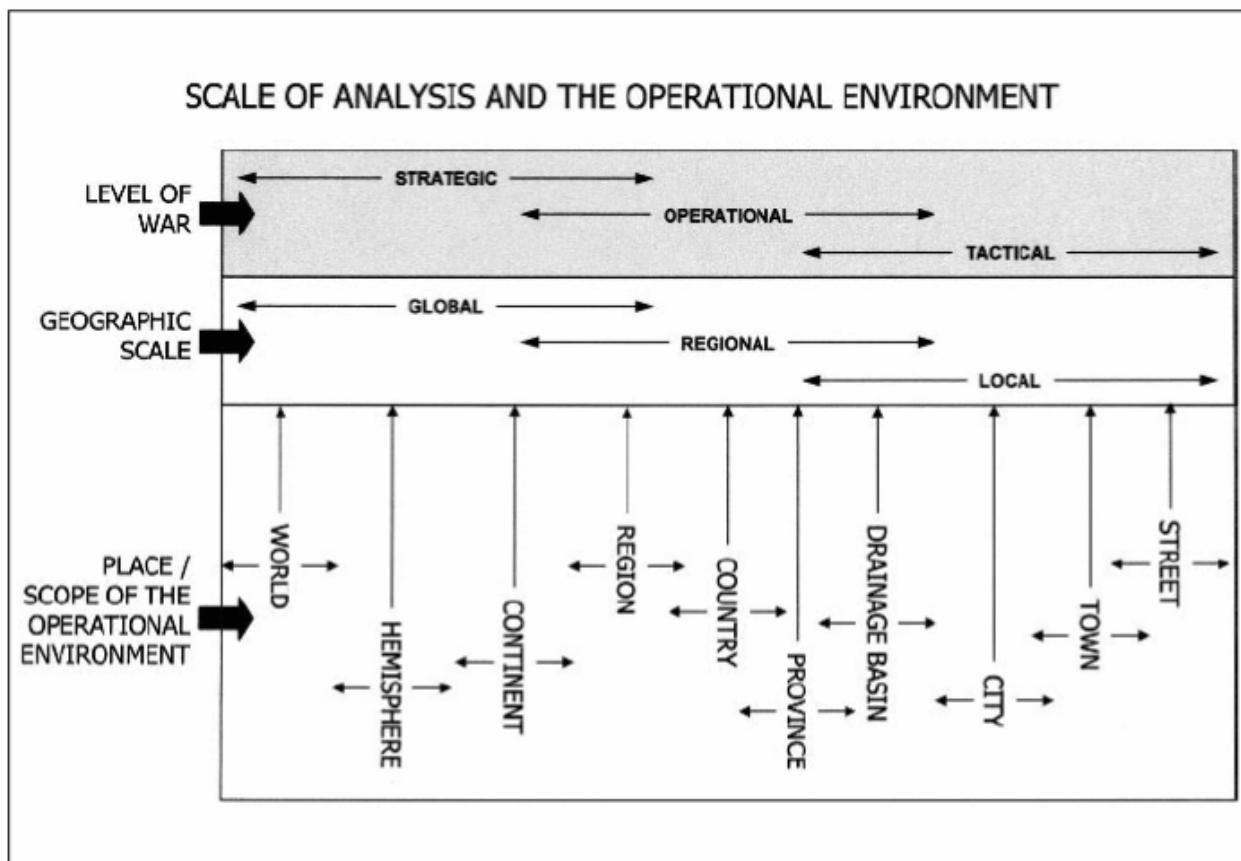 SCALE OF ANALYSIS AND THE OPERATIONAL ENVIRONMENT
LEVEL OF
WAR
STRATEGIC
OPERATIONAL
TACTICAL
GEOGRAPHIC
SCALE
GLOBAL
REGIONAL
LOCAL
PLACE /
SCOPE OF THE
OPERATIONAL
ENVIRONMENT
WORLD
HEMISPHERE
CONTINENT
REGION
COUNTRY
PROVINCE
DRAINAGE BASIN
CITY
TOWN
STREET